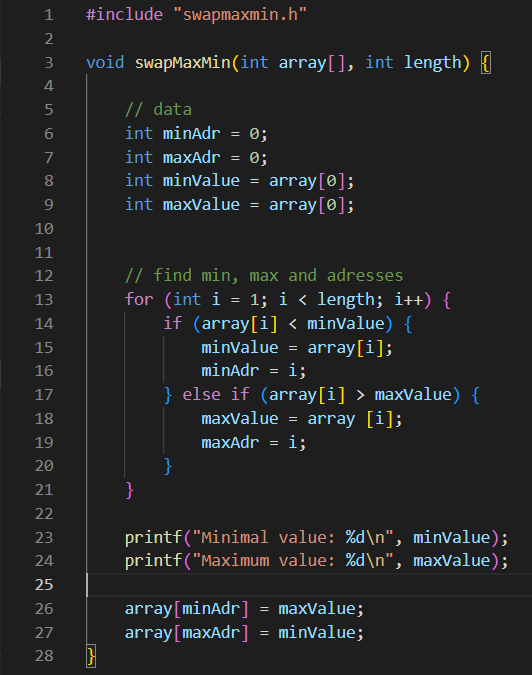 1 #include "swapmaxmin.h"
2
3 void swapMaxMin(int array[], int length) {
4
5     // data
6     int minAdr = 0;
7     int maxAdr = 0;
8     int minValue = array[0];
9     int maxValue = array[0];
10
11
12     // find min, max and adresses
13     for (int i = 1; i < length; i++) {
14         if (array[i] < minValue) {
15             minValue = array[i];
16             minAdr = i;
17         } else if (array[i] > maxValue) {
18             maxValue = array [i];
19             maxAdr = i;
20         }
21     }
22
23     printf("Minimal value: %d\n", minValue);
24     printf("Maximum value: %d\n", maxValue);
25
26     array[minAdr] = maxValue;
27     array[maxAdr] = minValue;
28 }